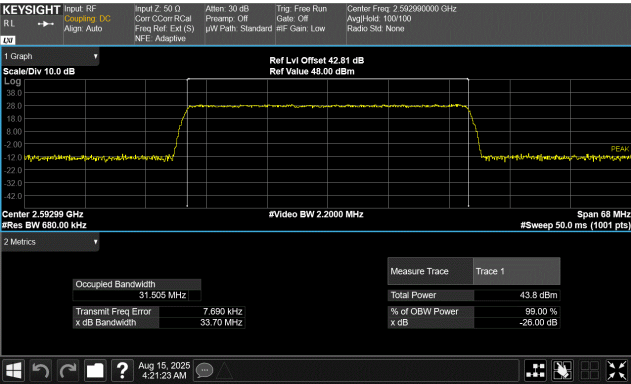 KEYSIGHT Input: RF Input Z: 50 Ω Atten: 30 dB Trig: Free Run Center Freq: 2.592990000 GHz
RL Coupling: DC Corr CCorr RCal Preamp: Off Gate: Off Avg|Hold: 100/100
Align: Auto Freq Ref: Ext (S) µW Path: Standard #IF Gain: Low Radio Std: None
LXI NFE: Adaptive
1 Graph
Ref Lvl Offset 42.81 dB
Scale/Div 10.0 dB Ref Value 48.00 dBm
Log
38.0
28.0
18.0
8.00
-2.00
PEAK
-12.0
-22.0
-32.0
-42.0
Center 2.59299 GHz #Video BW 2.2000 MHz Span 68 MHz
#Res BW 680.00 kHz #Sweep 50.0 ms (1001 pts)
2 Metrics
Measure Trace Trace 1
Occupied Bandwidth
31.505 MHz Total Power 43.8 dBm
Transmit Freq Error 7.690 kHz % of OBW Power 99.00 %
x dB Bandwidth 33.70 MHz x dB -26.00 dB
? Aug 15, 2025
4:21:23 AM